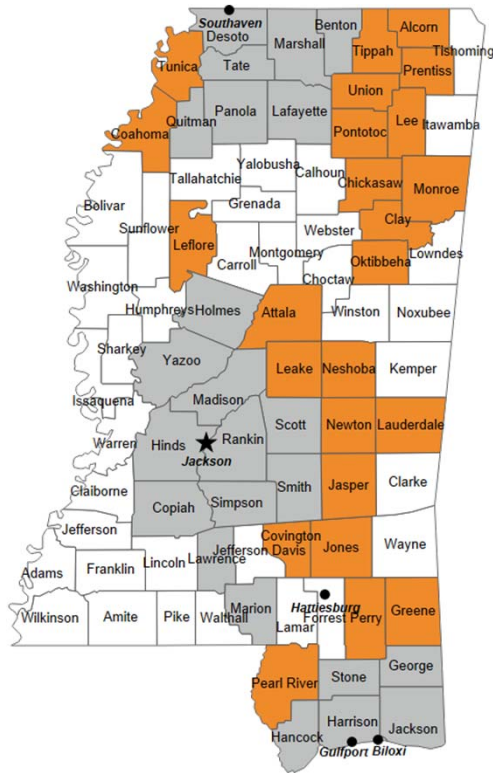 Southaven
Desoto
Benton
Marshall
Tippah
Alcorn
Tishomingo
Prentiss
Tunica
Tate
Union
Panola
Lafayette
Quitman
Pontotoc
Lee
Itawamba
Coahoma
Yalobusha
Calhoun
Tallahatchie
Chickasaw
Monroe
Bolivar
Grenada
Sunflower
Leflore
Webster
Clay
Montgomery
Carroll
Oktibbeha
Lowndes
Choctaw
Washington
Humphreys
Holmes
Attala
Winston
Noxubee
Sharkey
Yazoo
Leake
Neshoba
Kemper
Issaquena
Madison
Warren
Hinds
Rankin
Scott
Newton
Lauderdale
Jackson
Claiborne
Copiah
Simpson
Smith
Jasper
Clarke
Jefferson
Lincoln
Lawrence
Jefferson Davis
Covington
Jones
Wayne
Adams
Franklin
Wilkinson
Amite
Pike
Walthall
Marion
Lamar
Hattiesburg
Forrest
Perry
Greene
Pearl River
Stone
George
Hancock
Harrison
Jackson
Gulfport
Biloxi